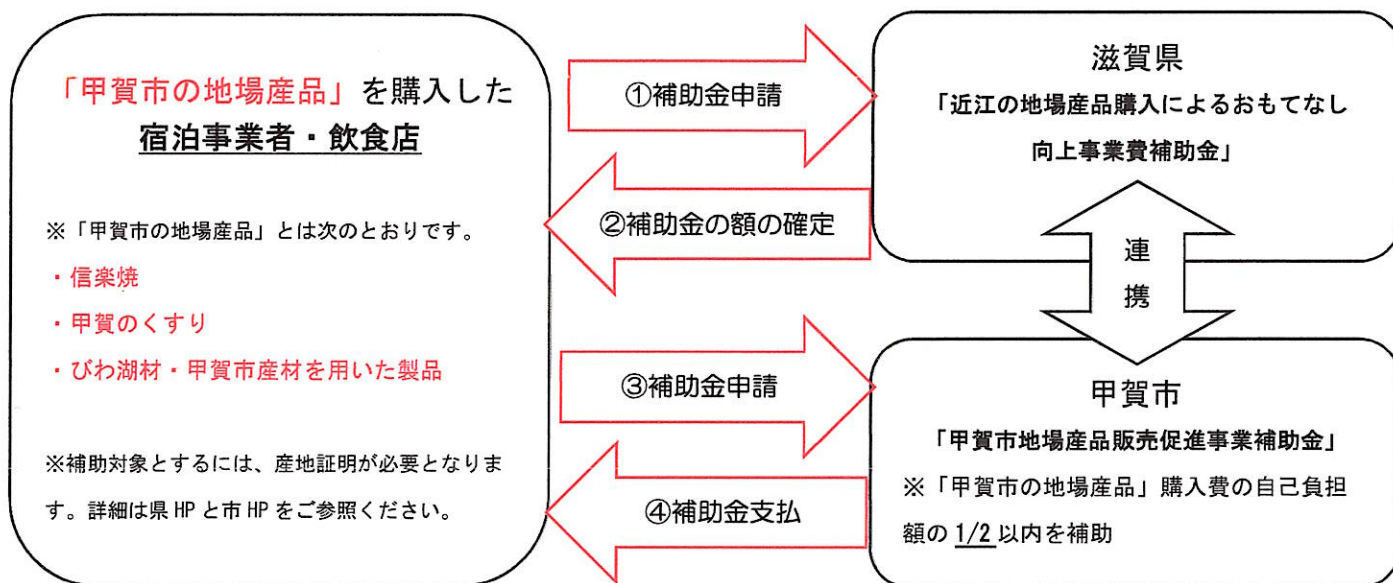 「甲賀市の地場産品」を購入した
宿泊事業者・飲食店
※「甲賀市の地場産品」とは次のとおりです。
・信楽焼
・甲賀のくすり
・びわ湖材・甲賀市産材を用いた製品
※補助対象とするには、産地証明が必要となりま
す。詳細は県 HP と市 HP をご参照ください。
①補助金申請
②補助金の額の確定
③補助金申請
④補助金支払
滋賀県
「近江の地場産品購入によるおもてなし
向上事業費補助金」
連
携
甲賀市
「甲賀市地場産品販売促進事業補助金」
※「甲賀市の地場産品」購入費の自己負担
額の 1/2 以内を補助